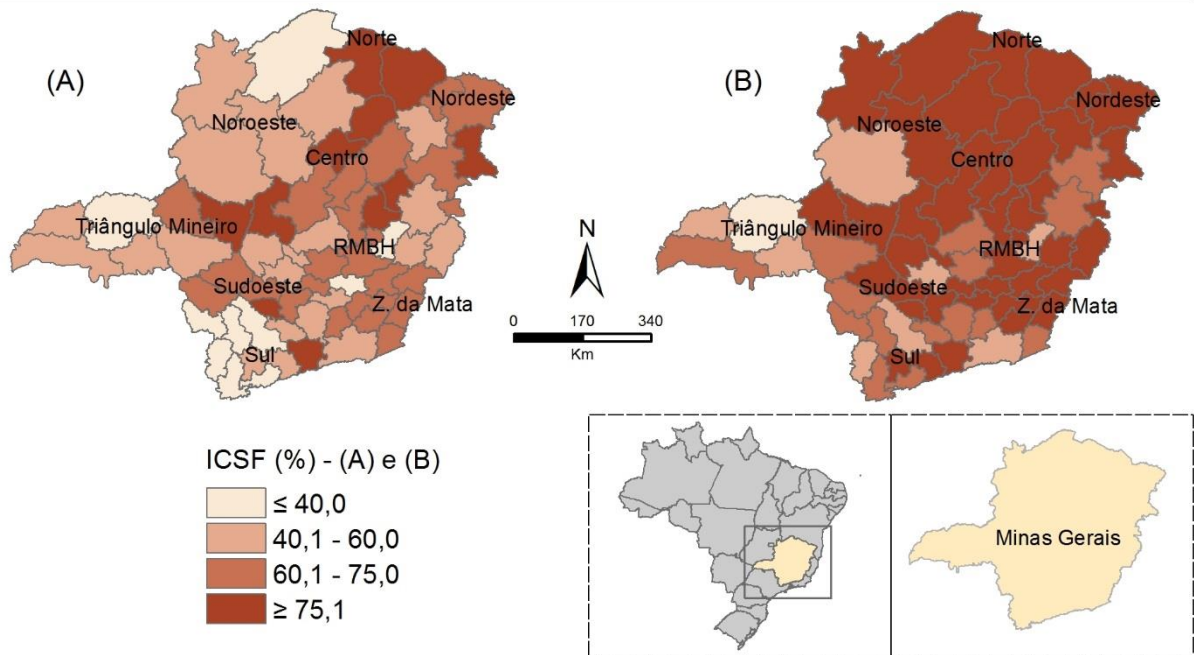 (A)
Norte
Nordeste
Noroeste
Centro
Triângulo Mineiro
RMBH
Sudoeste
Z. da Mata
Sul
N
0 170 340
Km
(B)
Norte
Nordeste
Noroeste
Centro
Triângulo Mineiro
RMBH
Sudoeste
Z. da Mata
Sul
ICSF (%) - (A) e (B)
≤ 40,0
40,1 - 60,0
60,1 - 75,0
≥ 75,1
Minas Gerais